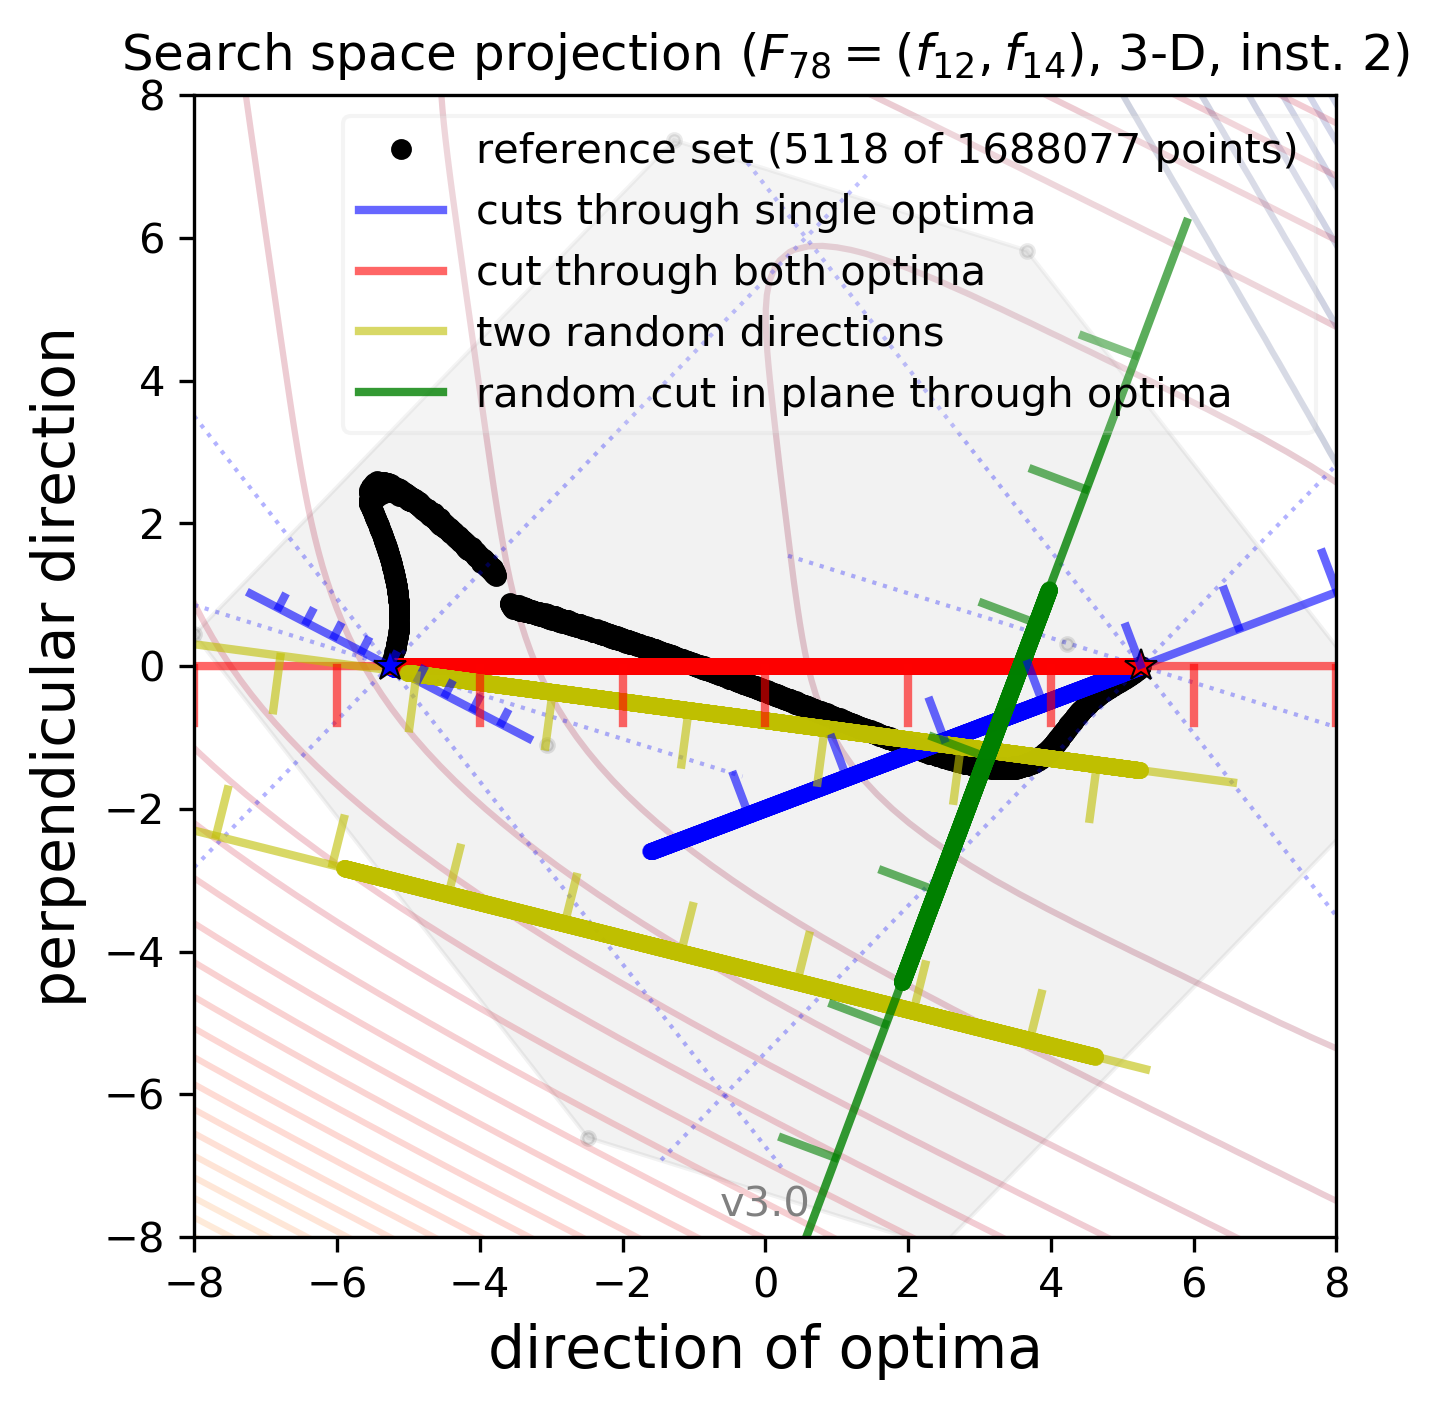 Search space projection (F78 = (f12, f14), 3-D, inst. 2)
8
6
4
2
0
−2
−4
−6
−8
perpendicular direction
reference set (5118 of 1688077 points)
cuts through single optima
cut through both optima
two random directions
random cut in plane through optima
v3.0
−8 −6 −4 −2 0 2 4 6 8
direction of optima